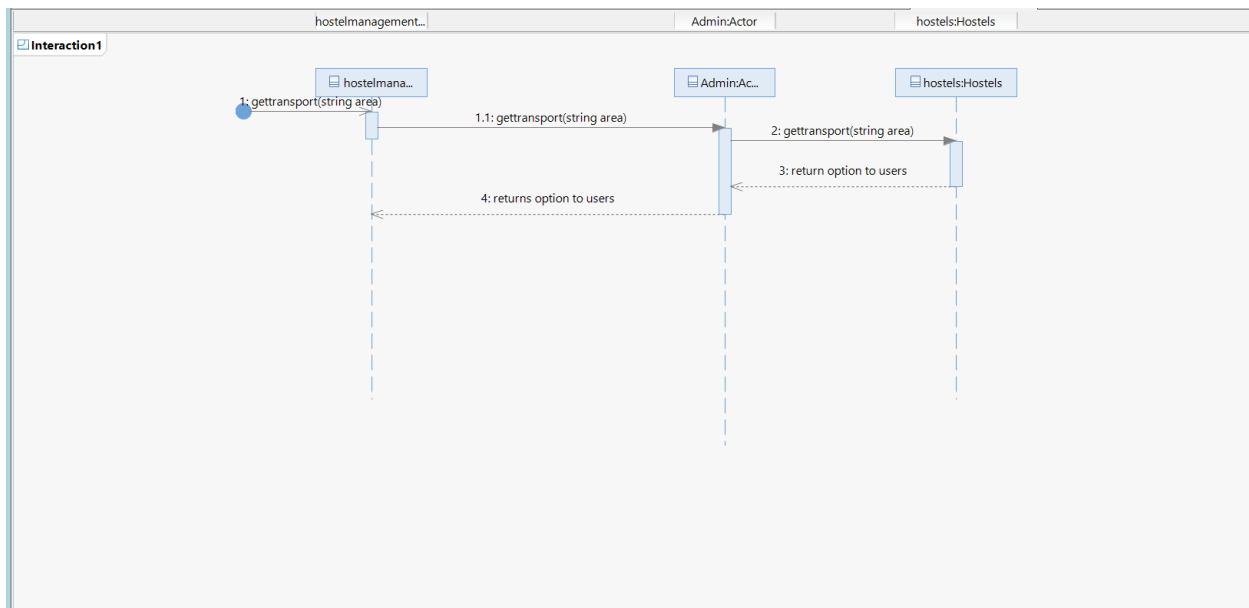 hostelmanagement...
Admin:Actor
hostels:Hostels
Interaction1
hostelmana...
Admin:Ac...
hostels:Hostels
1: gettransport(string area)
1.1: gettransport(string area)
2: gettransport(string area)
3: return option to users
4: returns option to users